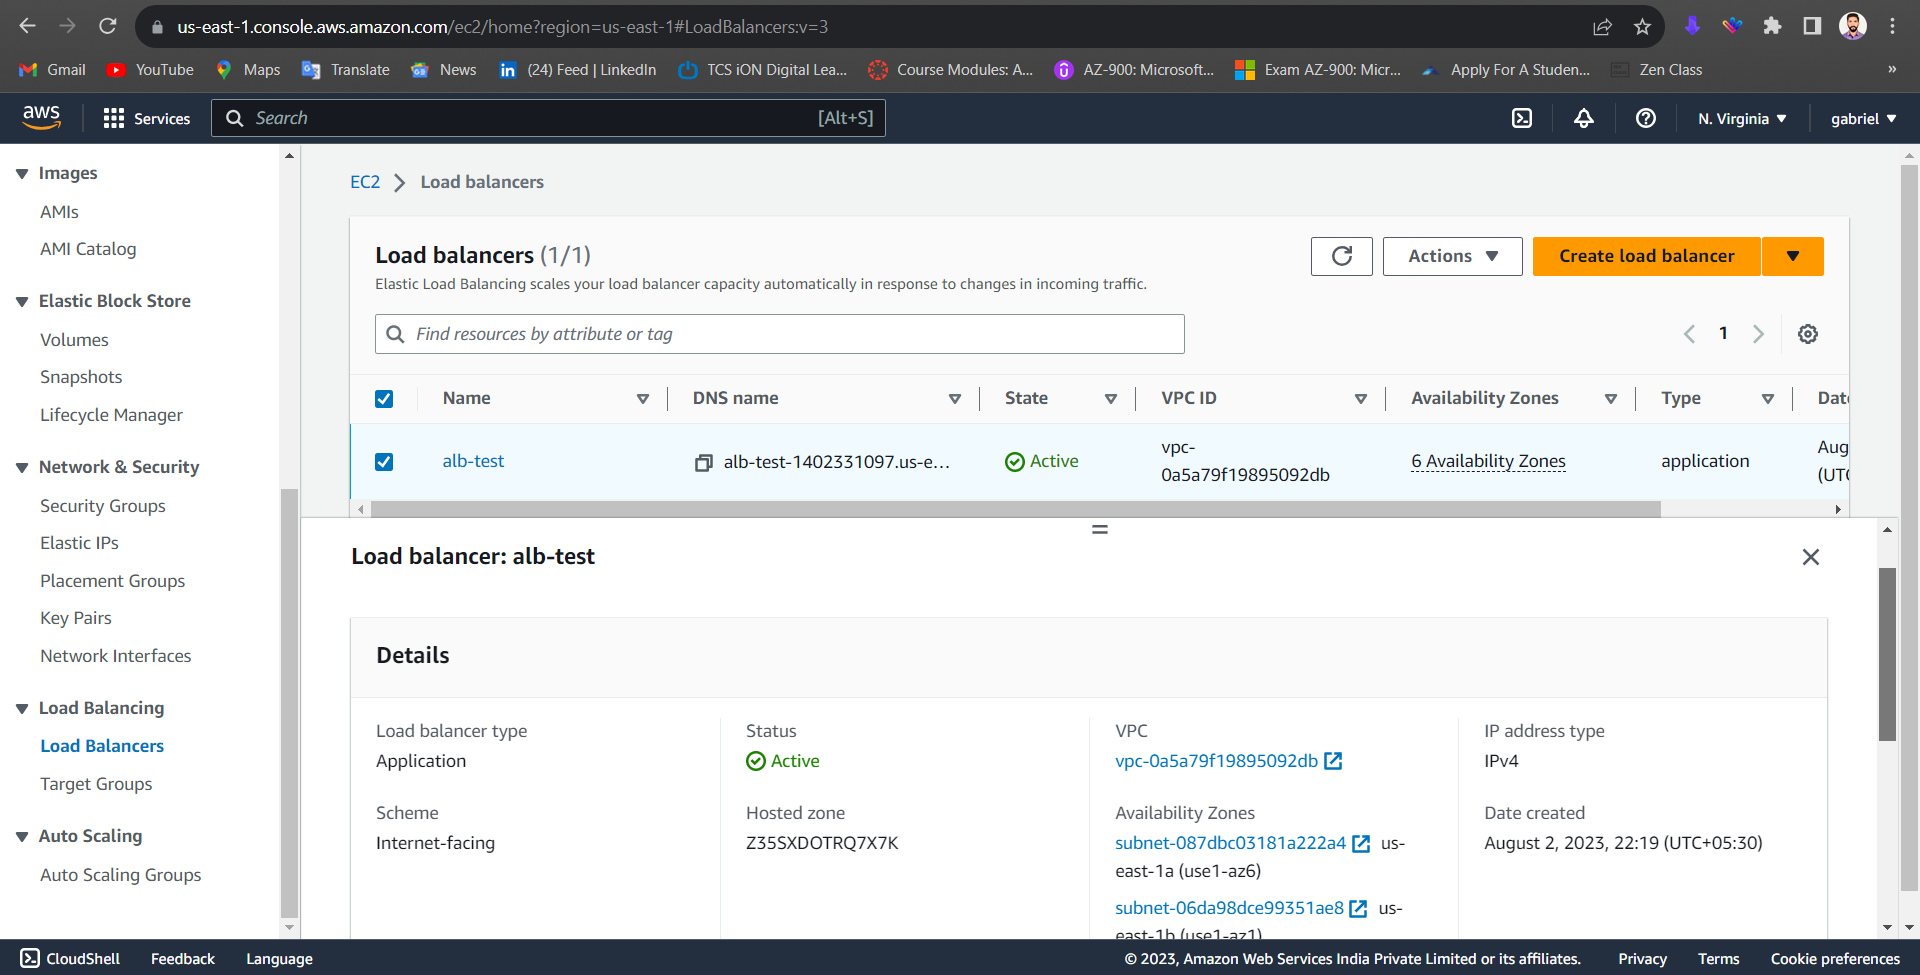 us-east-1.console.aws.amazon.com/ec2/home?region=us-east-1#LoadBalancers:v=3
Gmail YouTube Maps Translate News (24) Feed | LinkedIn TCS iON Digital Lea... Course Modules: A... AZ-900: Microsoft... Exam AZ-900: Micr... Apply For A Studen... Zen Class »
aws Services Search [Alt+S] N. Virginia gabriel
Images
AMIs
AMI Catalog
Elastic Block Store
Volumes
Snapshots
Lifecycle Manager
Network & Security
Security Groups
Elastic IPs
Placement Groups
Key Pairs
Network Interfaces
Load Balancing
Load Balancers
Target Groups
Auto Scaling
Auto Scaling Groups
EC2 Load balancers
Load balancers (1/1)
Elastic Load Balancing scales your load balancer capacity automatically in response to changes in incoming traffic.
Actions Create load balancer
Find resources by attribute or tag
1
Name DNS name State VPC ID Availability Zones Type
alb-test alb-test-1402331097.us-e... Active vpc-0a5a79f19895092db 6 Availability Zones application Aug
Load balancer: alb-test
Details
Load balancer type
Application
Status
Active
VPC
vpc-0a5a79f19895092db
IP address type
IPv4
Scheme
Internet-facing
Hosted zone
Z35SXDOTRQ7X7K
Availability Zones
subnet-087dbc03181a222a4 us-
east-1a (use1-az6)
subnet-06da98dce99351ae8 us-
east-1b (use1-az1)
Date created
August 2, 2023, 22:19 (UTC+05:30)
CloudShell Feedback Language © 2023, Amazon Web Services India Private Limited or its affiliates. Privacy Terms Cookie preferences